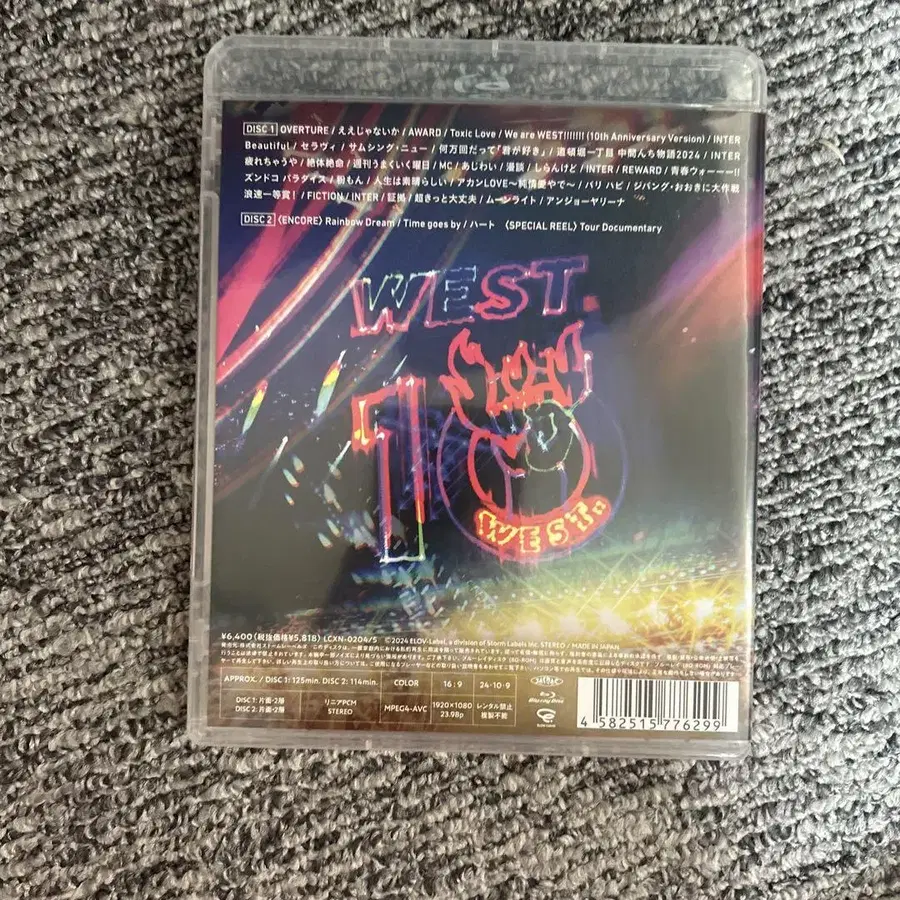 DISC 1 OVERTURE / ええじゃないか / AWARD / Toxic Love / We are WEST!!!!!!! (10th Anniversary Version) / INTER
Beautiful / セラヴィ / サムシング・ニュー / 何万回だって「君が好き」 / 道頓堀一丁目 中間んち物語2024 / INTER
疲れちゃうや / 絶体絶命 / 週刊うまくいく曜日 / MC / あじわい / 漫談 / しらんけど / INTER / REWARD / 青春ウォーーー!!
ズンドコ パラダイス / 粉もん / 人生は素晴らしい / アカンLOVE〜純情愛やで〜 / バリ ハピ / ジパング・おおきに大作戦
浪速一等賞! / FICTION / INTER / 証拠 / 超きっと大丈夫 / ムーンライト / アンジョーヤリーナ
DISC 2 〈ENCORE〉 Rainbow Dream / Time goes by / ハート 〈SPECIAL REEL〉 Tour Documentary
WEST.
10
WEST.
¥6,400 (税抜価格¥5,818) LCXN-0204/5 ©2024 ELOV-Label, a division of Storm Labels Inc. STEREO / MADE IN JAPAN
APPROX. / DISC 1: 125min. DISC 2: 114min. COLOR 16:9 24・10・9
DISC 1: 片面・2層
DISC 2: 片面・2層
リニアPCM
STEREO
MPEG4-AVC
1920×1080
23.98p
レンタル禁止
複製不能
Blu-ray Disc
4 582515 776299